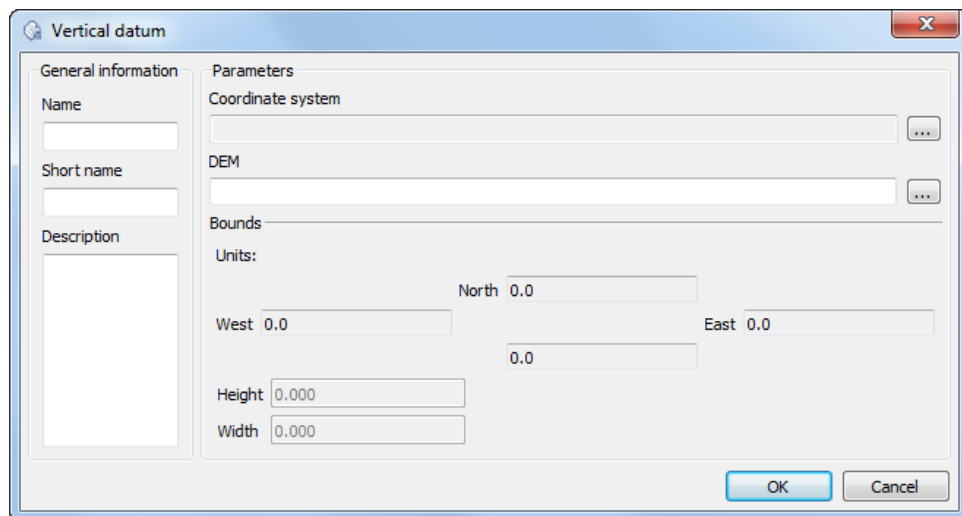 Vertical datum
General information
Name
Short name
Description
Parameters
Coordinate system
...
DEM
...
Bounds
Units:
North 0.0
West 0.0 East 0.0
0.0
Height 0.000
Width 0.000
OK Cancel